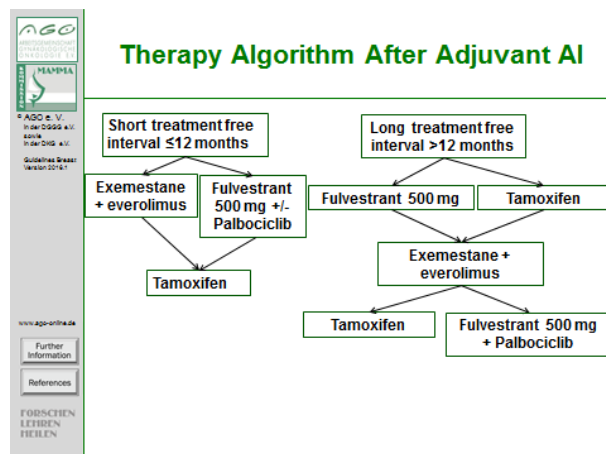 AGO
ARBEITSGEMEINSCHAFT
GYNÄKOLOGISCHE
ONKOLOGIE E.V.
MAMMA
© AGO e. V.
in der DGGG e.V.
sowie
in der DKG e.V.
Guidelines Breast
Version 2016.1
www.ago-online.de
Further
Information
References
FORSCHEN
LEHREN
HEILEN
Therapy Algorithm After Adjuvant AI
Short treatment free
interval ≤12 months
Exemestane
+ everolimus
Fulvestrant
500 mg +/-
Palbociclib
Tamoxifen
Long treatment free
interval >12 months
Fulvestrant 500 mg
Tamoxifen
Exemestane +
everolimus
Tamoxifen
Fulvestrant 500 mg
+ Palbociclib